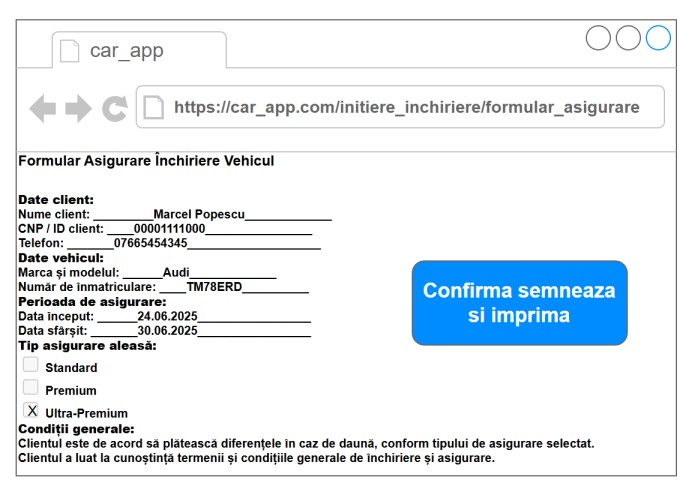 car_app
https://car_app.com/initiere_inchiriere/formular_asigurare
Formular Asigurare Închiriere Vehicul
Date client:
Nume client: _________Marcel Popescu_____________
CNP / ID client: ____00001111000________________
Telefon: _______07665454345____________________
Date vehicul:
Marca și modelul: ______Audi_____________
Număr de înmatriculare: ____TM78ERD__________
Perioada de asigurare:
Data început: ______24.06.2025_________________
Data sfârșit: _______30.06.2025_________________
Tip asigurare aleasă:
Standard
Premium
X Ultra-Premium
Condiții generale:
Clientul este de acord să plătească diferențele în caz de daună, conform tipului de asigurare selectat.
Clientul a luat la cunoștință termenii și condițiile generale de închiriere și asigurare.
Confirma semneaza
si imprima